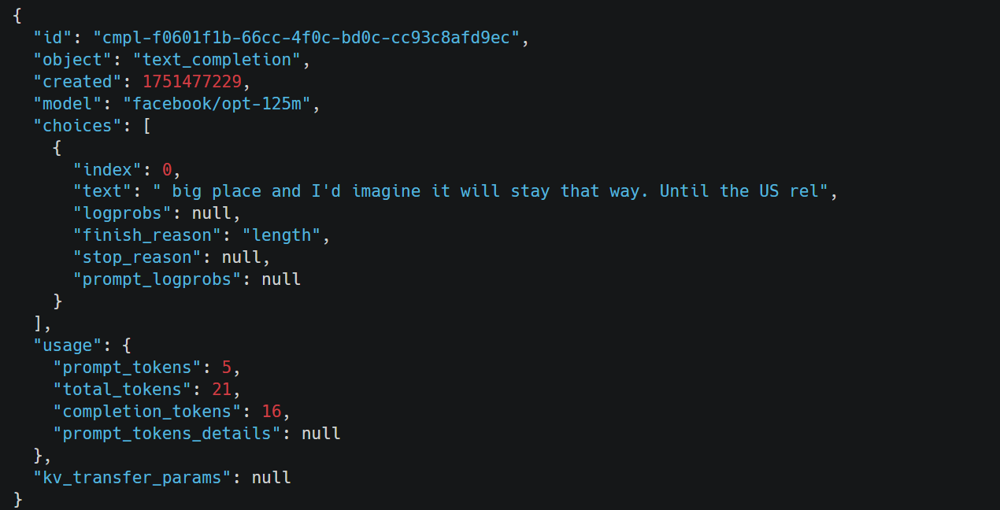 {
  "id": "cmpl-f0601f1b-66cc-4f0c-bd0c-cc93c8afd9ec",
  "object": "text_completion",
  "created": 1751477229,
  "model": "facebook/opt-125m",
  "choices": [
    {
      "index": 0,
      "text": " big place and I'd imagine it will stay that way. Until the US rel",
      "logprobs": null,
      "finish_reason": "length",
      "stop_reason": null,
      "prompt_logprobs": null
    }
  ],
  "usage": {
    "prompt_tokens": 5,
    "total_tokens": 21,
    "completion_tokens": 16,
    "prompt_tokens_details": null
  },
  "kv_transfer_params": null
}